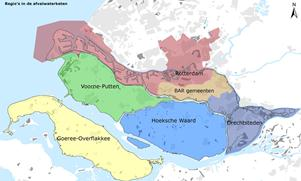 Regio's in de afvalwaterketen
N
Rotterdam
Voorne-Putten
BAR gemeenten
Hoeksche Waard
Drechtsteden
Goeree-Overflakkee